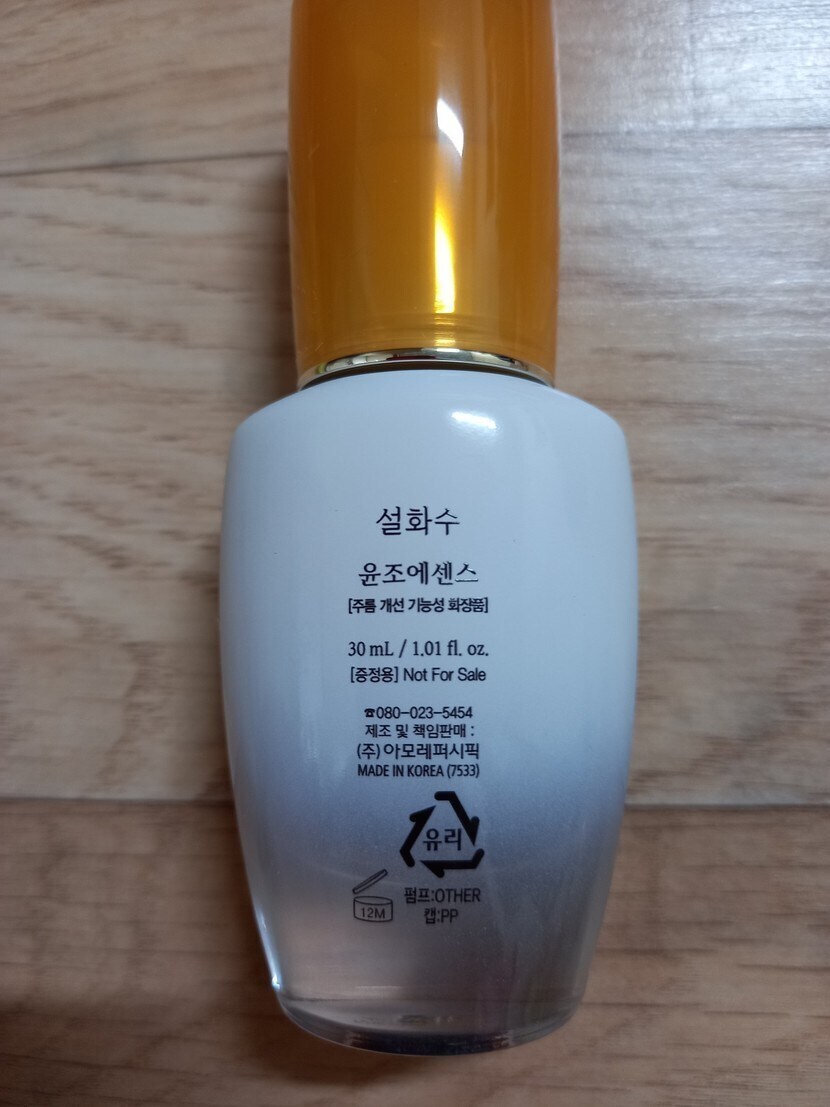 설화수
윤조에센스
[주름 개선 기능성 화장품]
30 mL / 1.01 fl. oz.
[증정용] Not For Sale
☎080-023-5454
제조 및 책임판매 :
(주) 아모레퍼시픽
MADE IN KOREA (7533)
유리
펌프:OTHER
캡:PP
12M